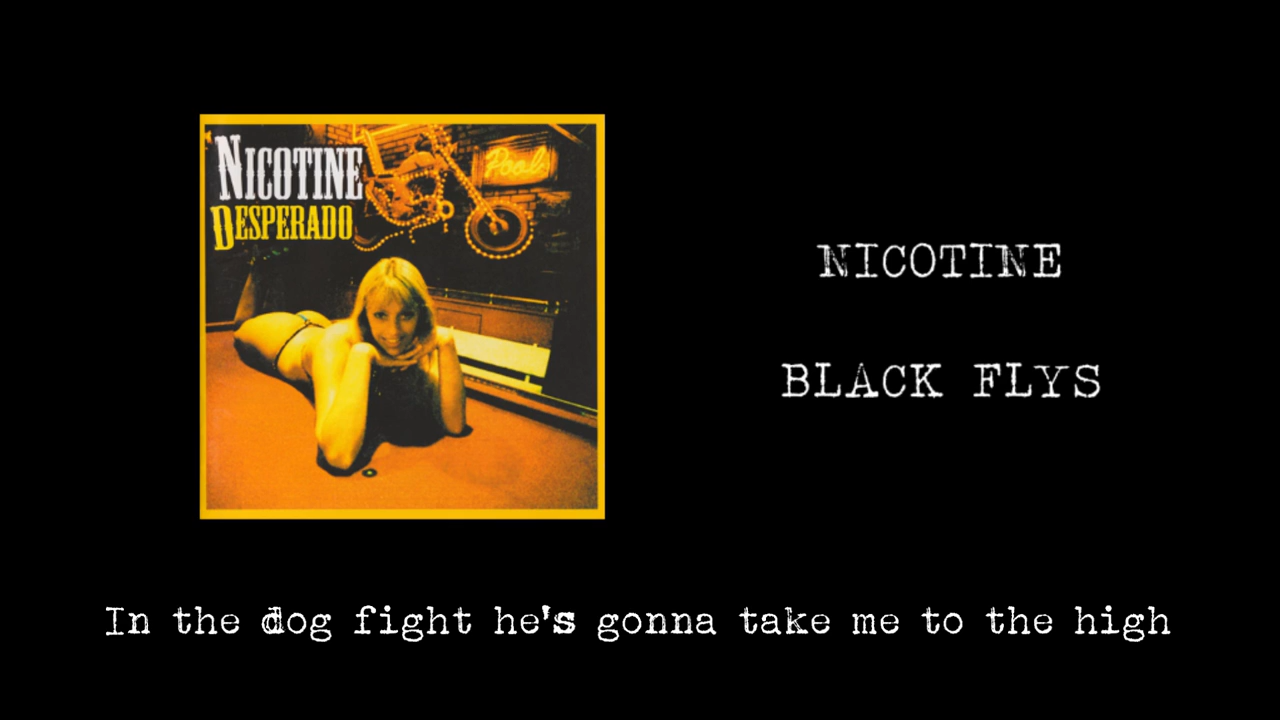 NICOTINE
DESPERADO
Pool
NICOTINE
BLACK FLYS
In the dog fight he's gonna take me to the high